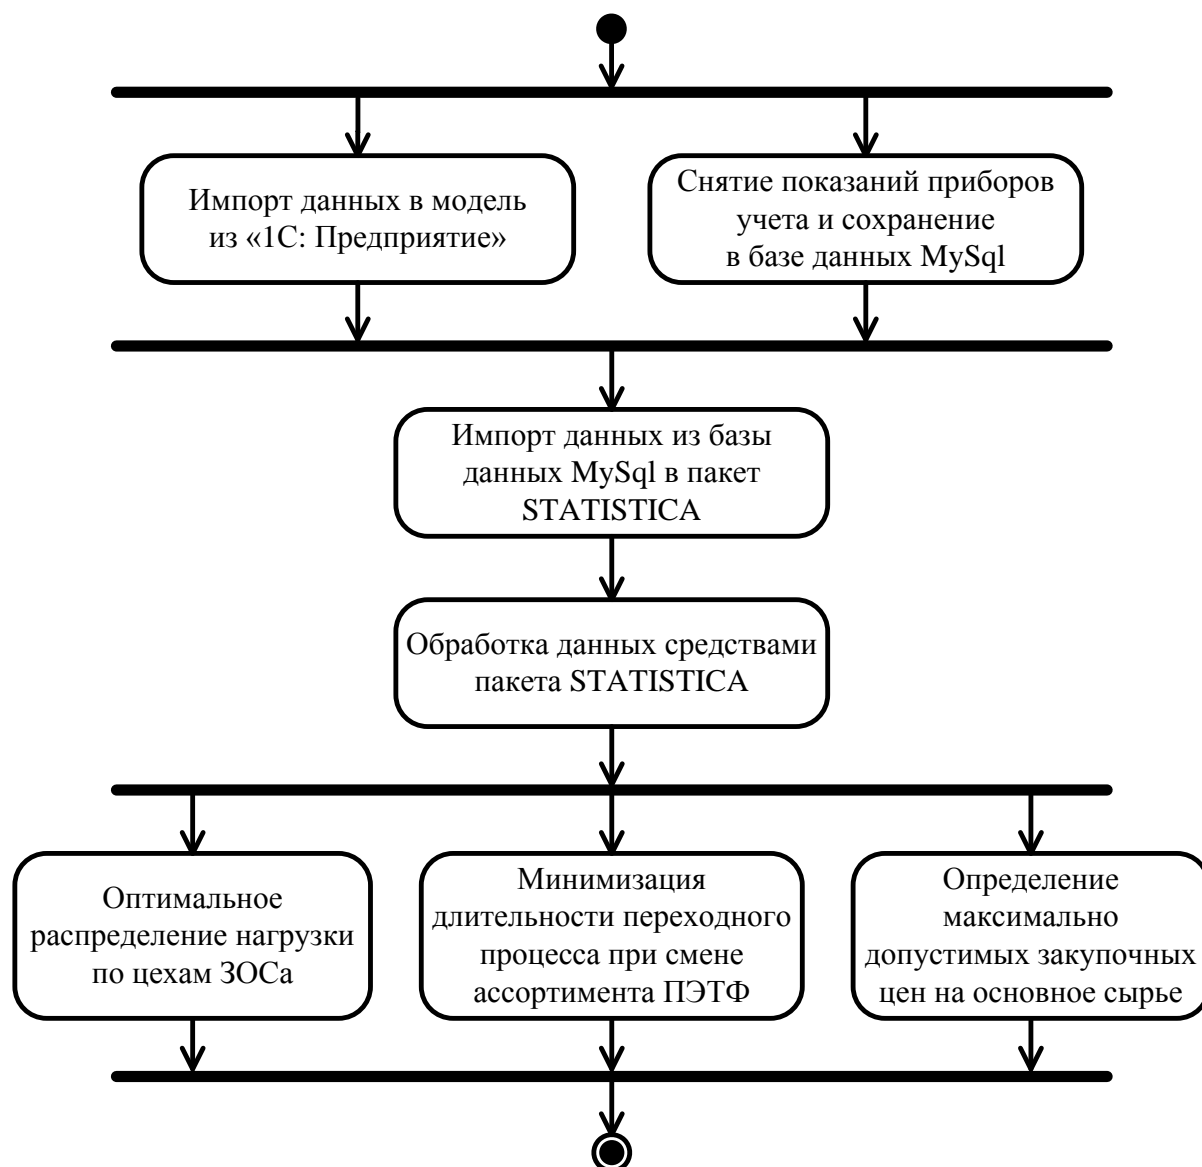 Импорт данных в модель
из «1С: Предприятие»
Снятие показаний приборов
учета и сохранение
в базе данных MySql
Импорт данных из базы
данных MySql в пакет
STATISTICA
Обработка данных средствами
пакета STATISTICA
Оптимальное
распределение нагрузки
по цехам ЗОСа
Минимизация
длительности переходного
процесса при смене
ассортимента ПЭТФ
Определение
максимально
допустимых закупочных
цен на основное сырье